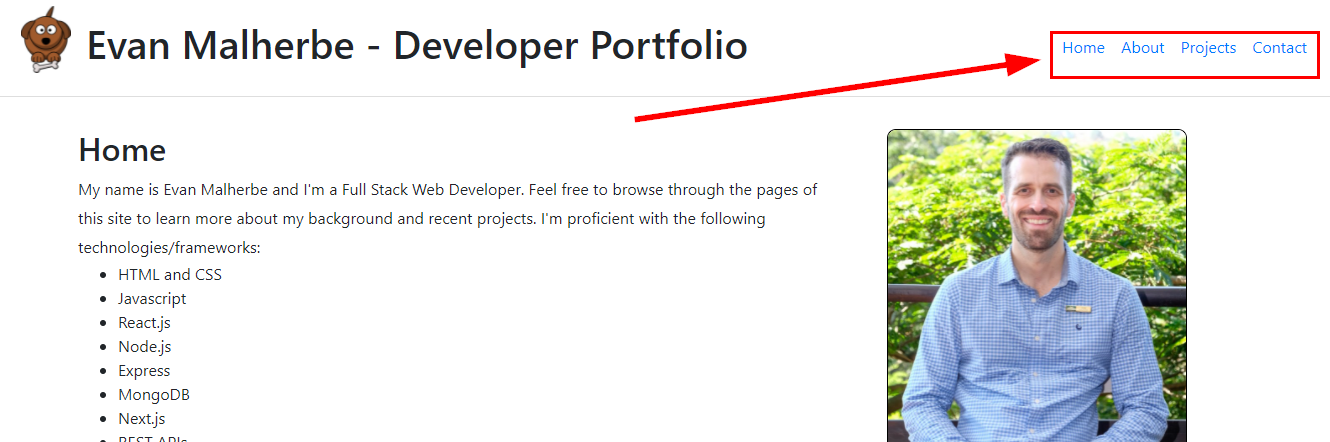 Evan Malherbe - Developer Portfolio
Home About Projects Contact
Home
My name is Evan Malherbe and I'm a Full Stack Web Developer. Feel free to browse through the pages of
this site to learn more about my background and recent projects. I'm proficient with the following
technologies/frameworks:
HTML and CSS
Javascript
React.js
Node.js
Express
MongoDB
Next.js
REST APIs